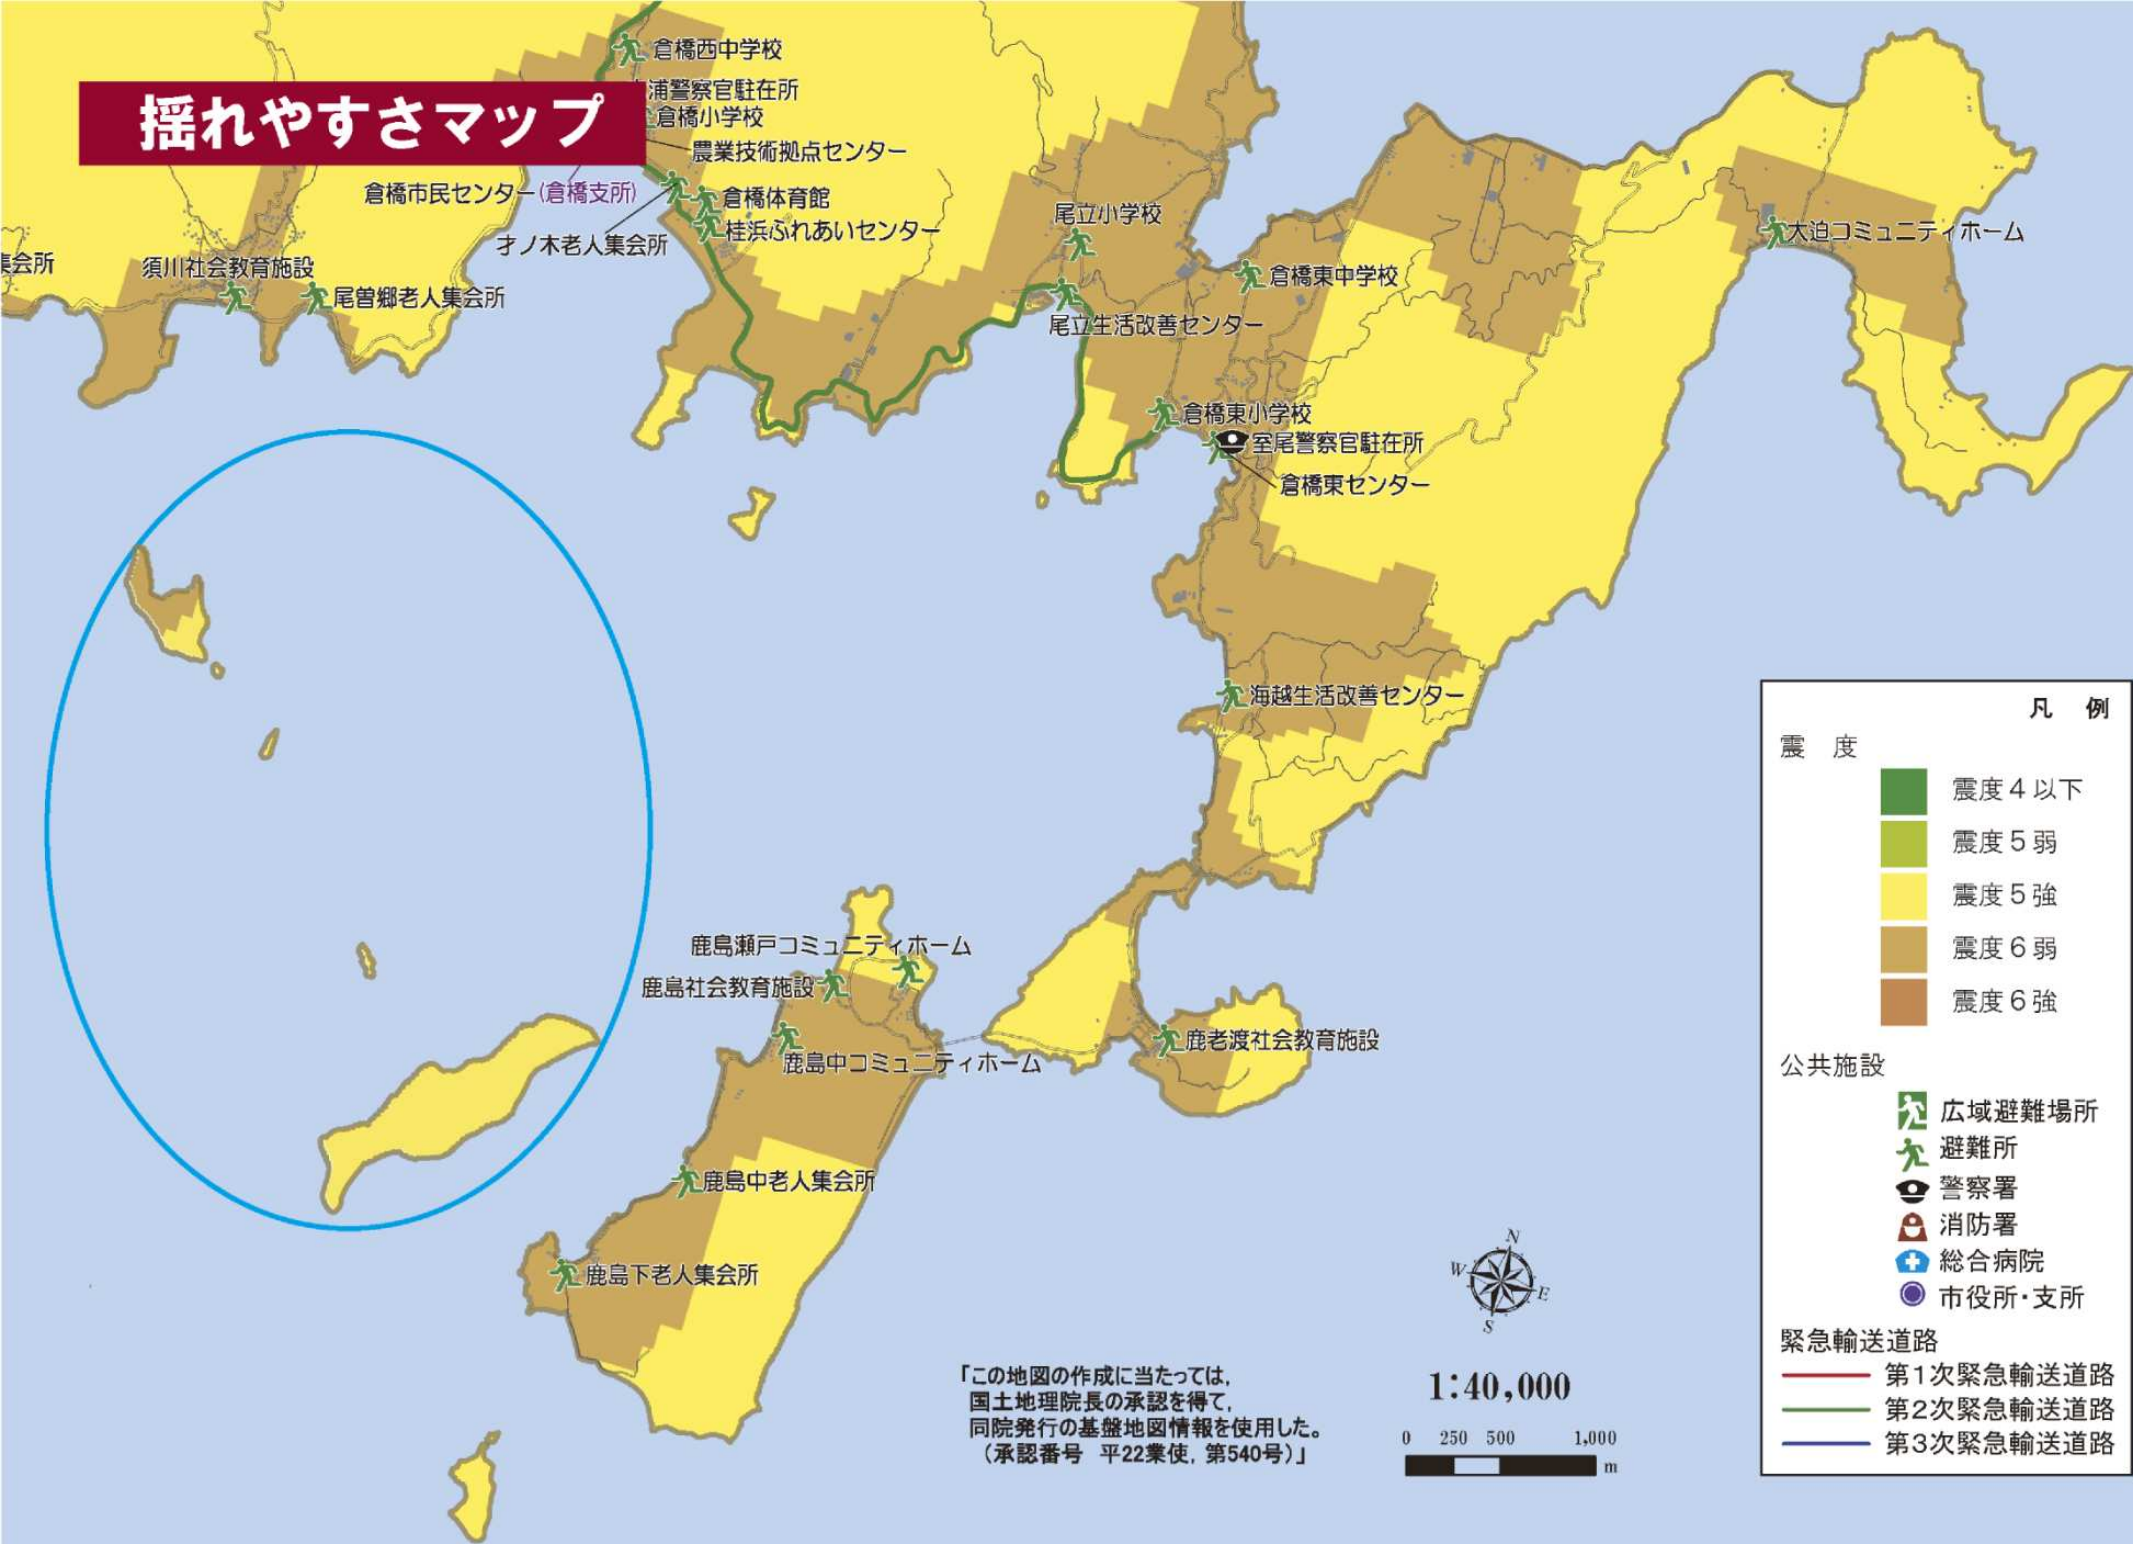 倉橋西中学校
浦警察官駐在所
揺れやすさマップ
倉橋小学校
農業技術拠点センター
倉橋市民センター(倉橋支所)
倉橋体育館
桂浜ふれあいセンター
才ノ木老人集会所
尾立小学校
大迫コミュニティホーム
集会所
須川社会教育施設
尾曽郷老人集会所
倉橋東中学校
尾立生活改善センター
倉橋東小学校
室尾警察官駐在所
倉橋東センター
海越生活改善センター
鹿島瀬戸コミュニティホーム
鹿島社会教育施設
鹿老渡社会教育施設
鹿島中コミュニティホーム
鹿島中老人集会所
鹿島下老人集会所
「この地図の作成に当たっては,
国土地理院長の承認を得て,
同院発行の基盤地図情報を使用した。
(承認番号 平22業使, 第540号)」
N
W
E
S
1:40,000
0 250 500 1,000
m
凡 例
震 度
震度4以下
震度5弱
震度5強
震度6弱
震度6強
公共施設
広域避難場所
避難所
警察署
消防署
総合病院
市役所・支所
緊急輸送道路
第1次緊急輸送道路
第2次緊急輸送道路
第3次緊急輸送道路